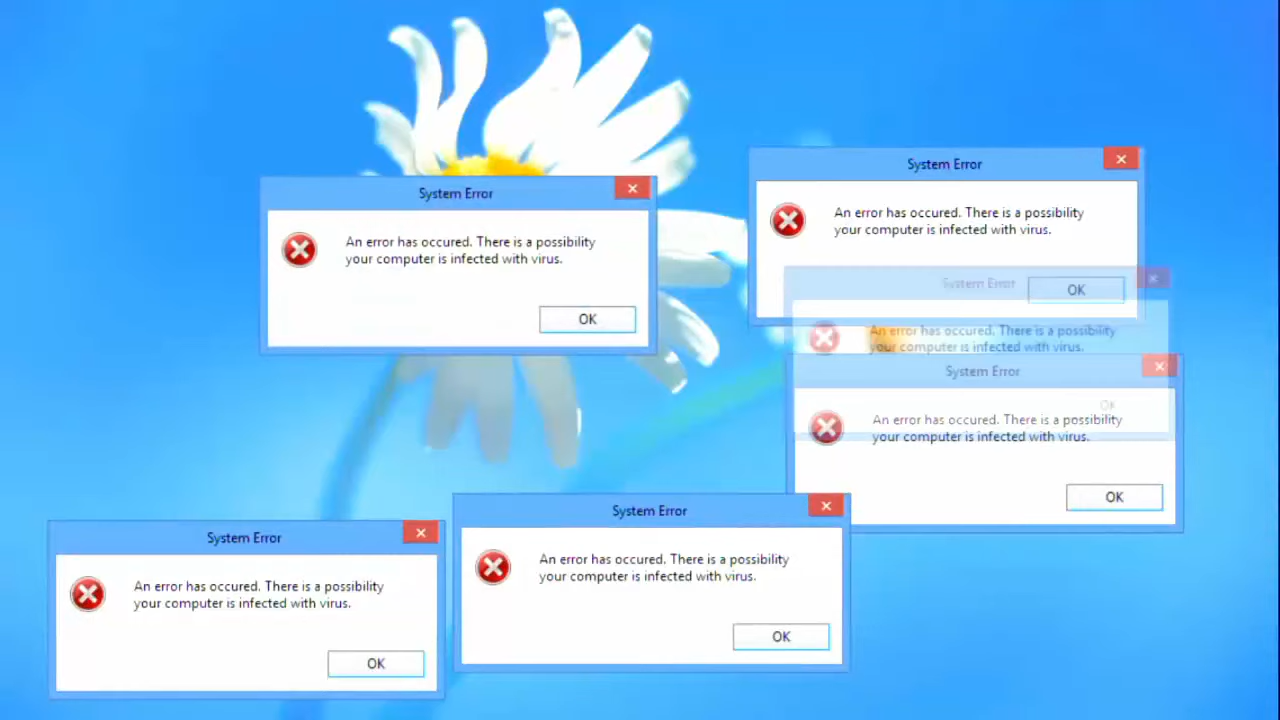 System Error
An error has occured. There is a possibility
your computer is infected with virus.
OK
System Error
An error has occured. There is a possibility
your computer is infected with virus.
OK
System Error
An error has occured. There is a possibility
your computer is infected with virus.
OK
System Error
An error has occured. There is a possibility
your computer is infected with virus.
OK
System Error
An error has occured. There is a possibility
your computer is infected with virus.
OK
System Error
An error has occured. There is a possibility
your computer is infected with virus.
OK